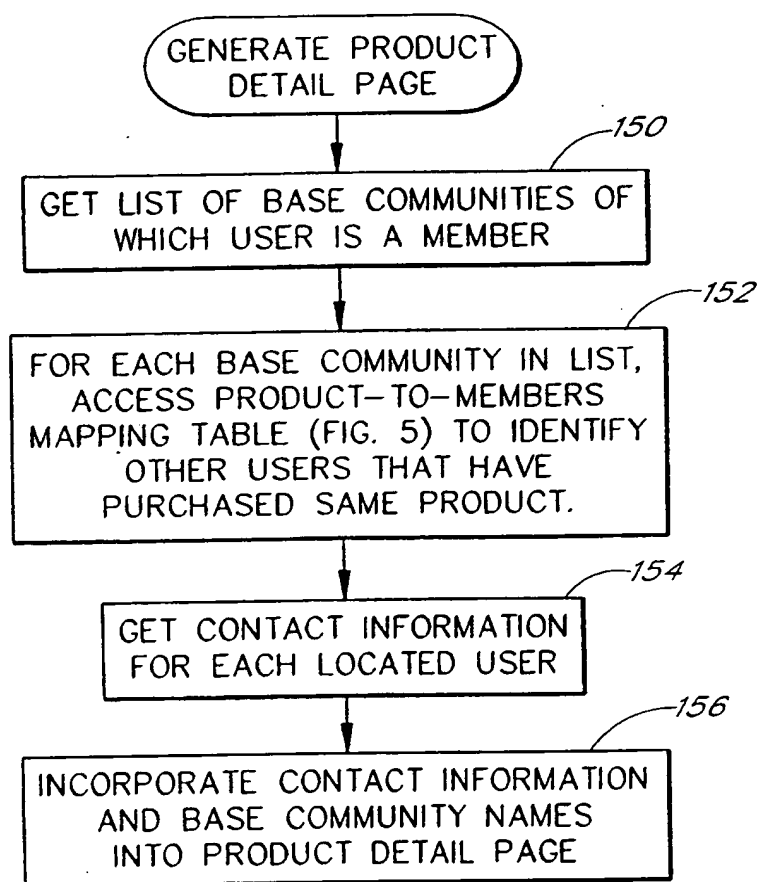 GENERATE PRODUCT
DETAIL PAGE
150
GET LIST OF BASE COMMUNITIES OF
WHICH USER IS A MEMBER
152
FOR EACH BASE COMMUNITY IN LIST,
ACCESS PRODUCT-TO-MEMBERS
MAPPING TABLE (FIG. 5) TO IDENTIFY
OTHER USERS THAT HAVE
PURCHASED SAME PRODUCT.
154
GET CONTACT INFORMATION
FOR EACH LOCATED USER
156
INCORPORATE CONTACT INFORMATION
AND BASE COMMUNITY NAMES
INTO PRODUCT DETAIL PAGE